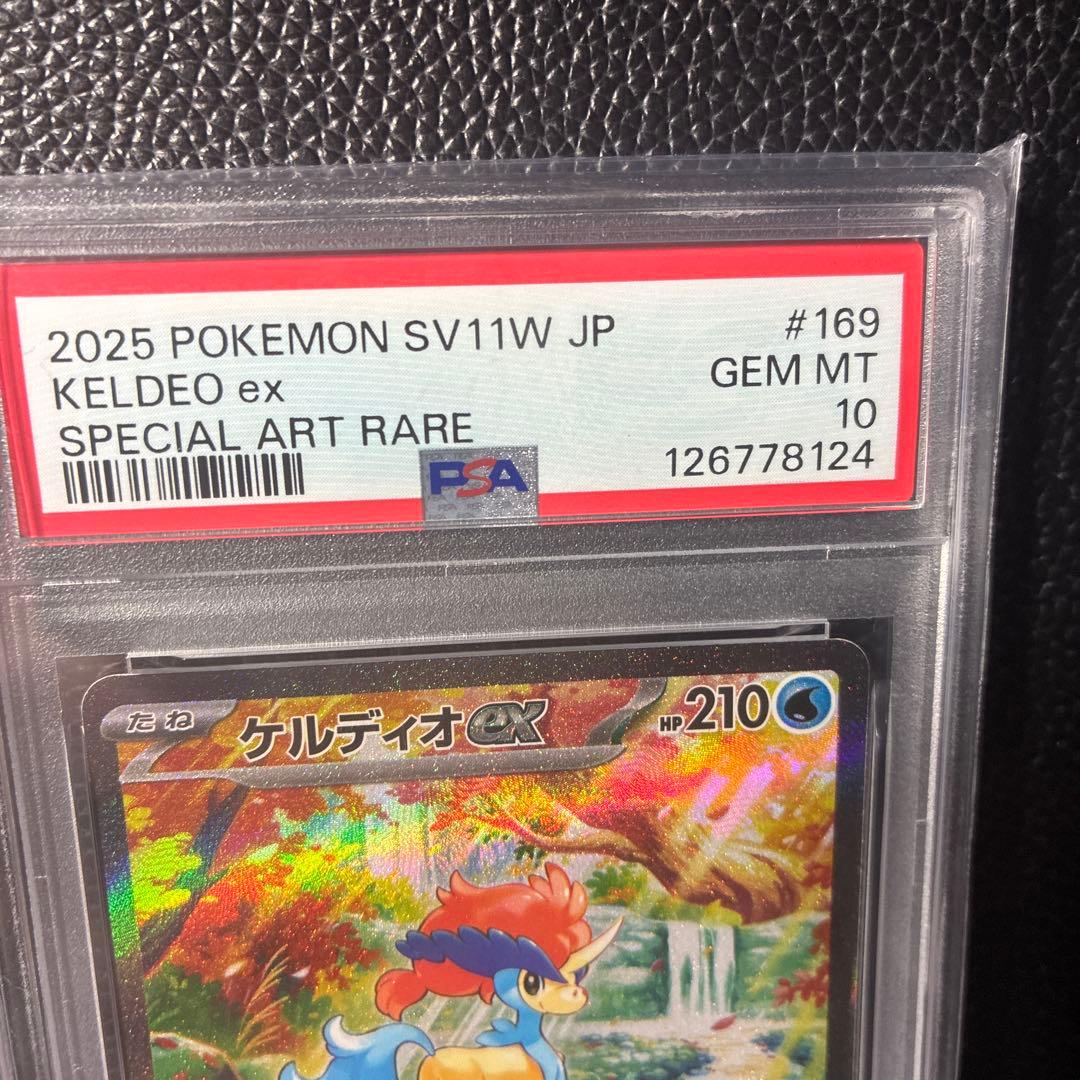 2025 POKEMON SV11W JP #169
KELDEO ex GEM MT
SPECIAL ART RARE 10
126778124
PSA
たね ケルディオex HP210